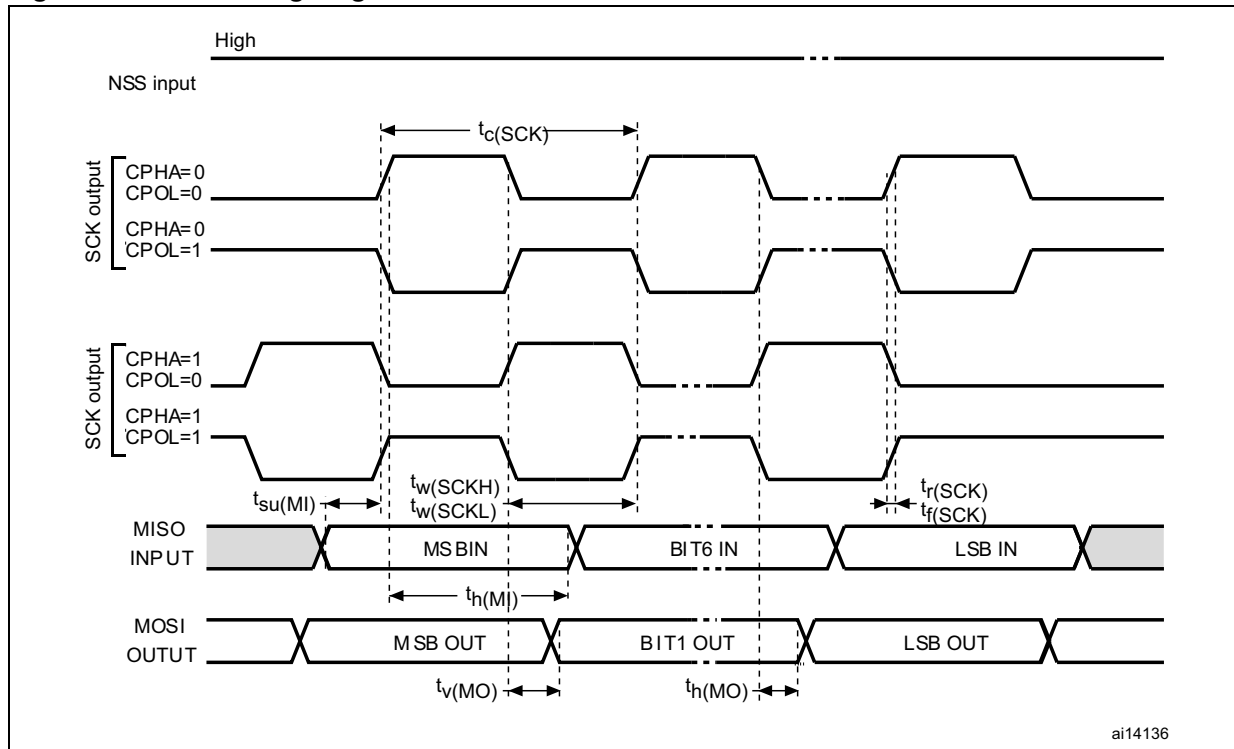 High
NSS input
tc(SCK)
SCK output
CPHA=0
CPOL=0
CPHA=0
CPOL=1
SCK output
CPHA=1
CPOL=0
CPHA=1
CPOL=1
tsu(MI)
tw(SCKH)
tw(SCKL)
tr(SCK)
tf(SCK)
MISO
INPUT
MSBIN
BIT6 IN
LSB IN
th(MI)
MOSI
OUTUT
MSB OUT
BIT1 OUT
LSB OUT
tv(MO)
th(MO)
ai14136